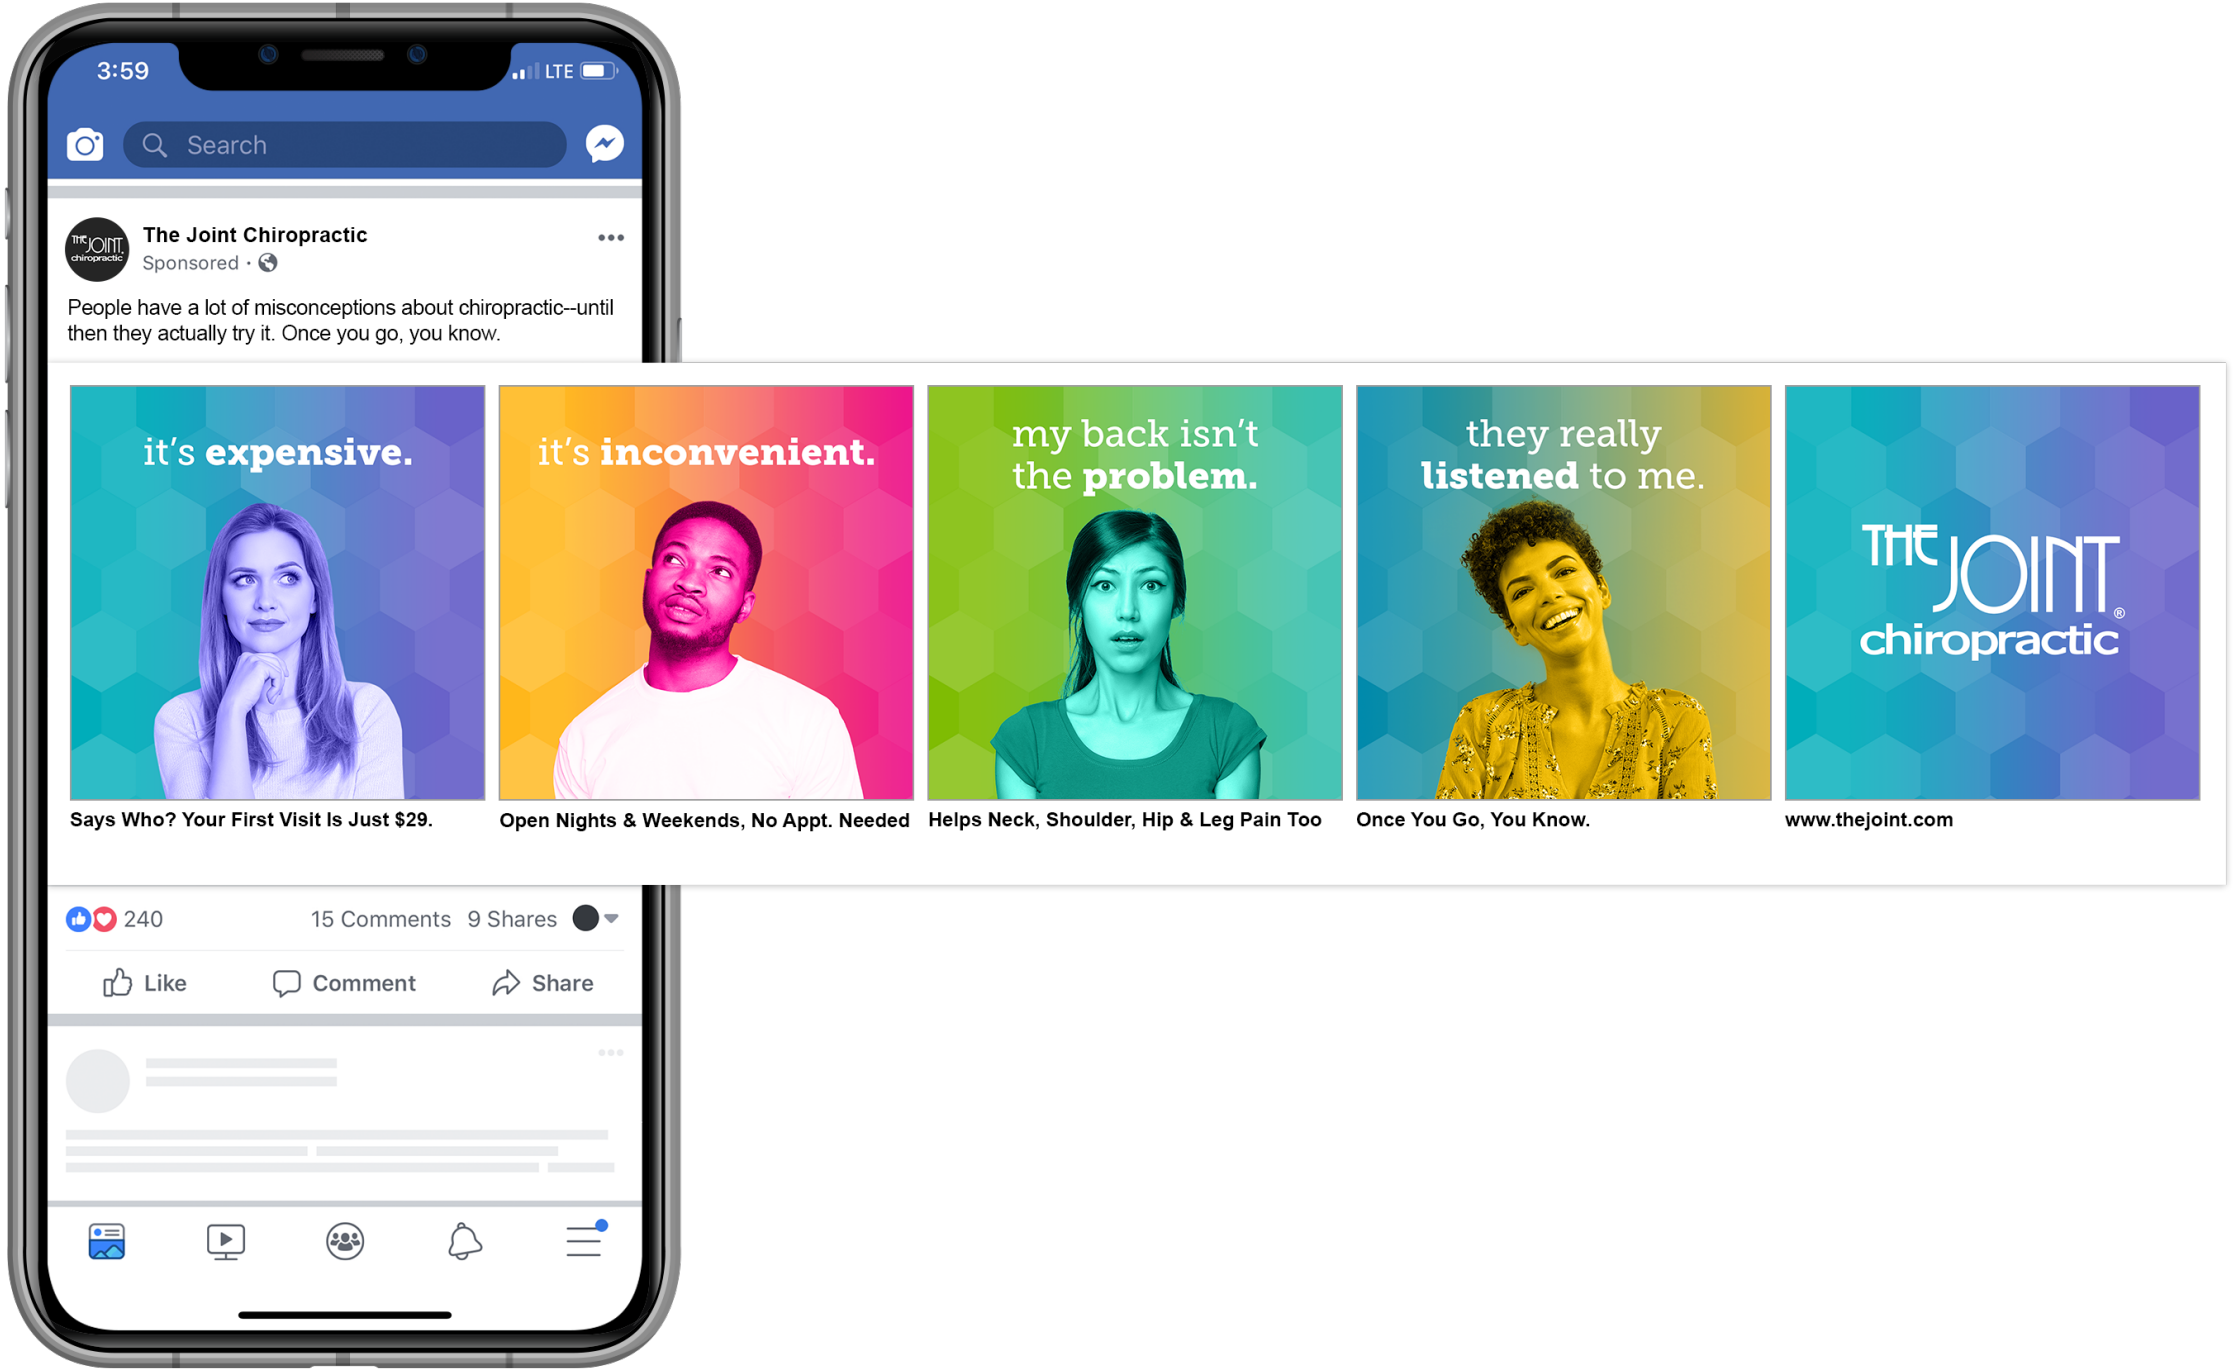 3:59
LTE
Search
THE JOINT chiropractic
The Joint Chiropractic
Sponsored ·
People have a lot of misconceptions about chiropractic--until
then they actually try it. Once you go, you know.
it's expensive.
Says Who? Your First Visit Is Just $29.
it's inconvenient.
Open Nights & Weekends, No Appt. Needed
my back isn't
the problem.
Helps Neck, Shoulder, Hip & Leg Pain Too
they really
listened to me.
Once You Go, You Know.
THE JOINT®
chiropractic
www.thejoint.com
240
15 Comments 9 Shares
Like
Comment
Share